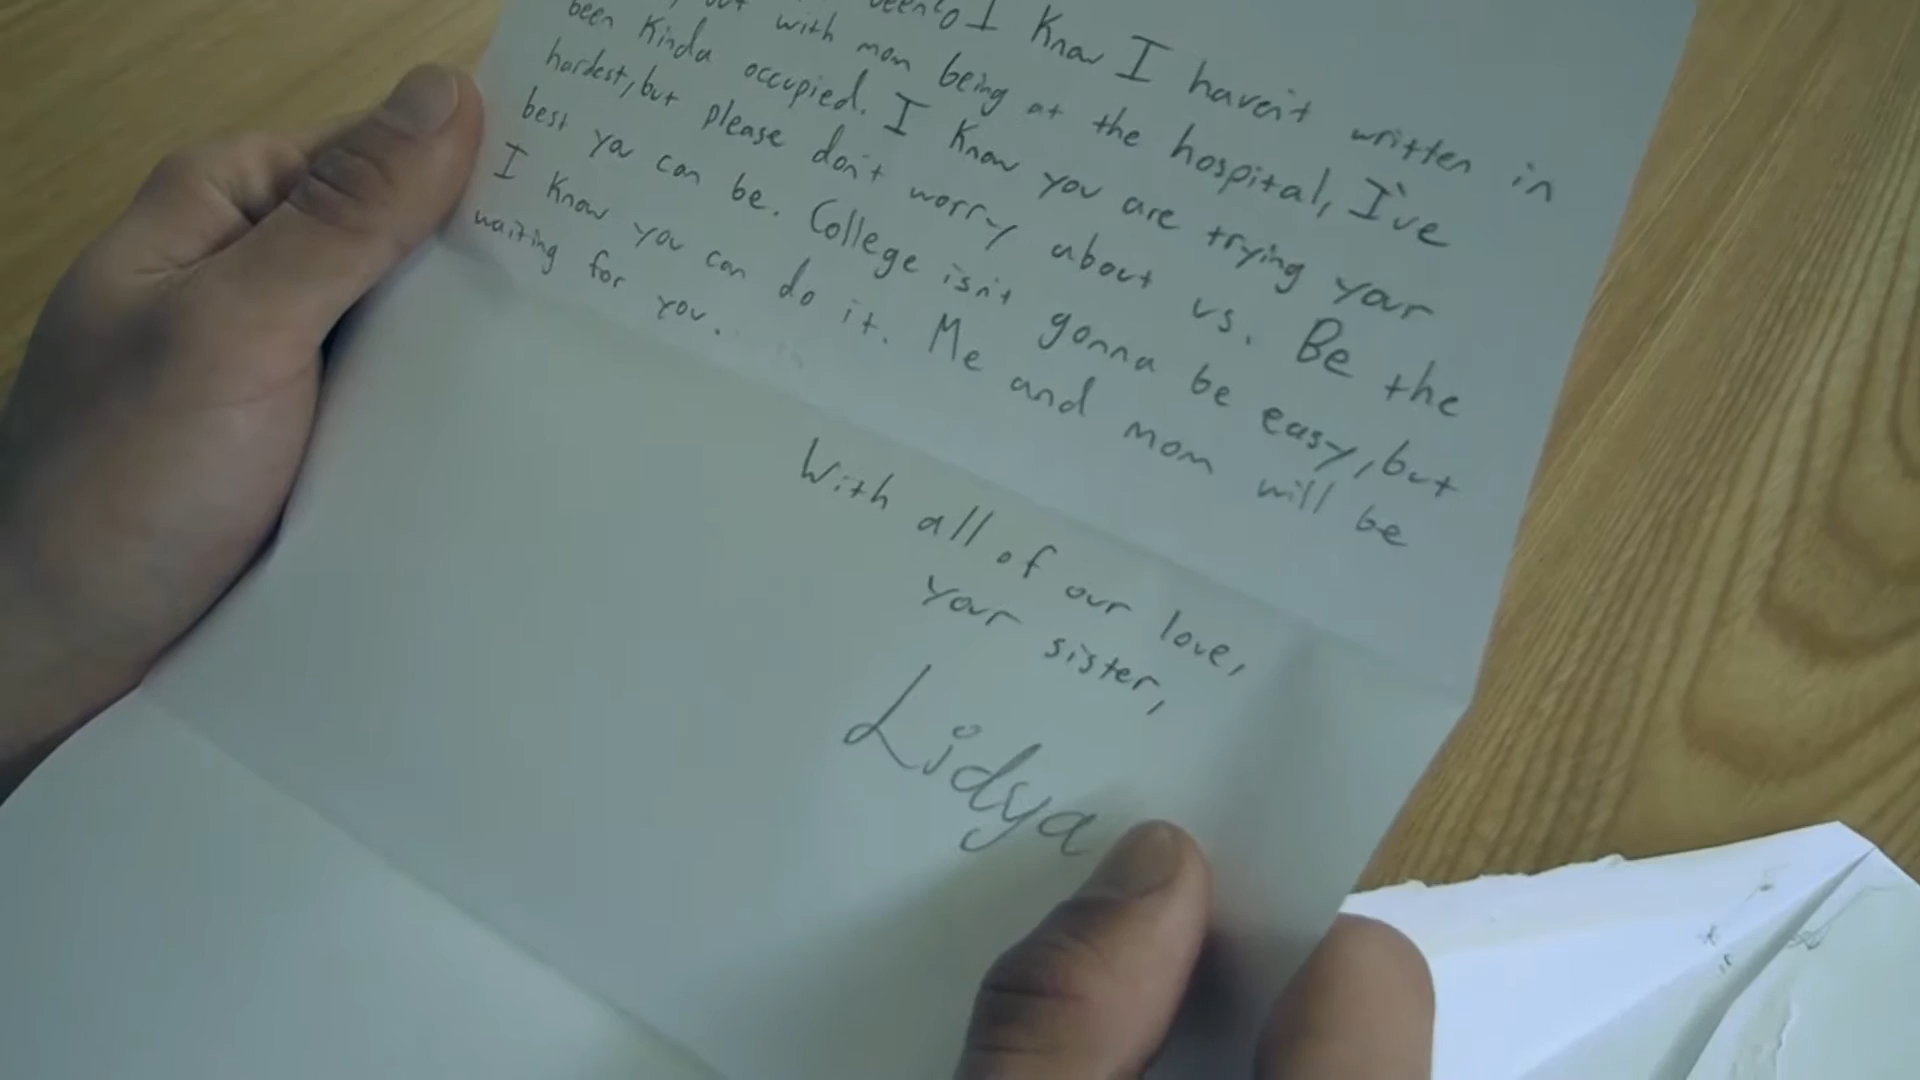 I know I haven't written in
but with mom being at the hospital, I've
been kinda occupied. I know you are trying your
hardest, but please don't worry about us. Be the
best you can be. College isn't gonna be easy, but
I know you can do it. Me and mom will be
waiting for you.
With all of our love,
your sister,
Lidya